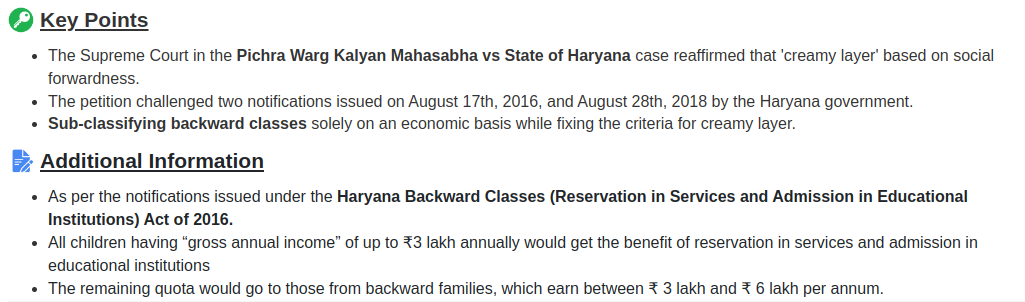 Key Points
• The Supreme Court in the Pichra Warg Kalyan Mahasabha vs State of Haryana case reaffirmed that 'creamy layer' based on social
forwardness.
• The petition challenged two notifications issued on August 17th, 2016, and August 28th, 2018 by the Haryana government.
• Sub-classifying backward classes solely on an economic basis while fixing the criteria for creamy layer.
Additional Information
• As per the notifications issued under the Haryana Backward Classes (Reservation in Services and Admission in Educational
Institutions) Act of 2016.
• All children having “gross annual income” of up to ₹3 lakh annually would get the benefit of reservation in services and admission in
educational institutions
• The remaining quota would go to those from backward families, which earn between ₹ 3 lakh and ₹ 6 lakh per annum.